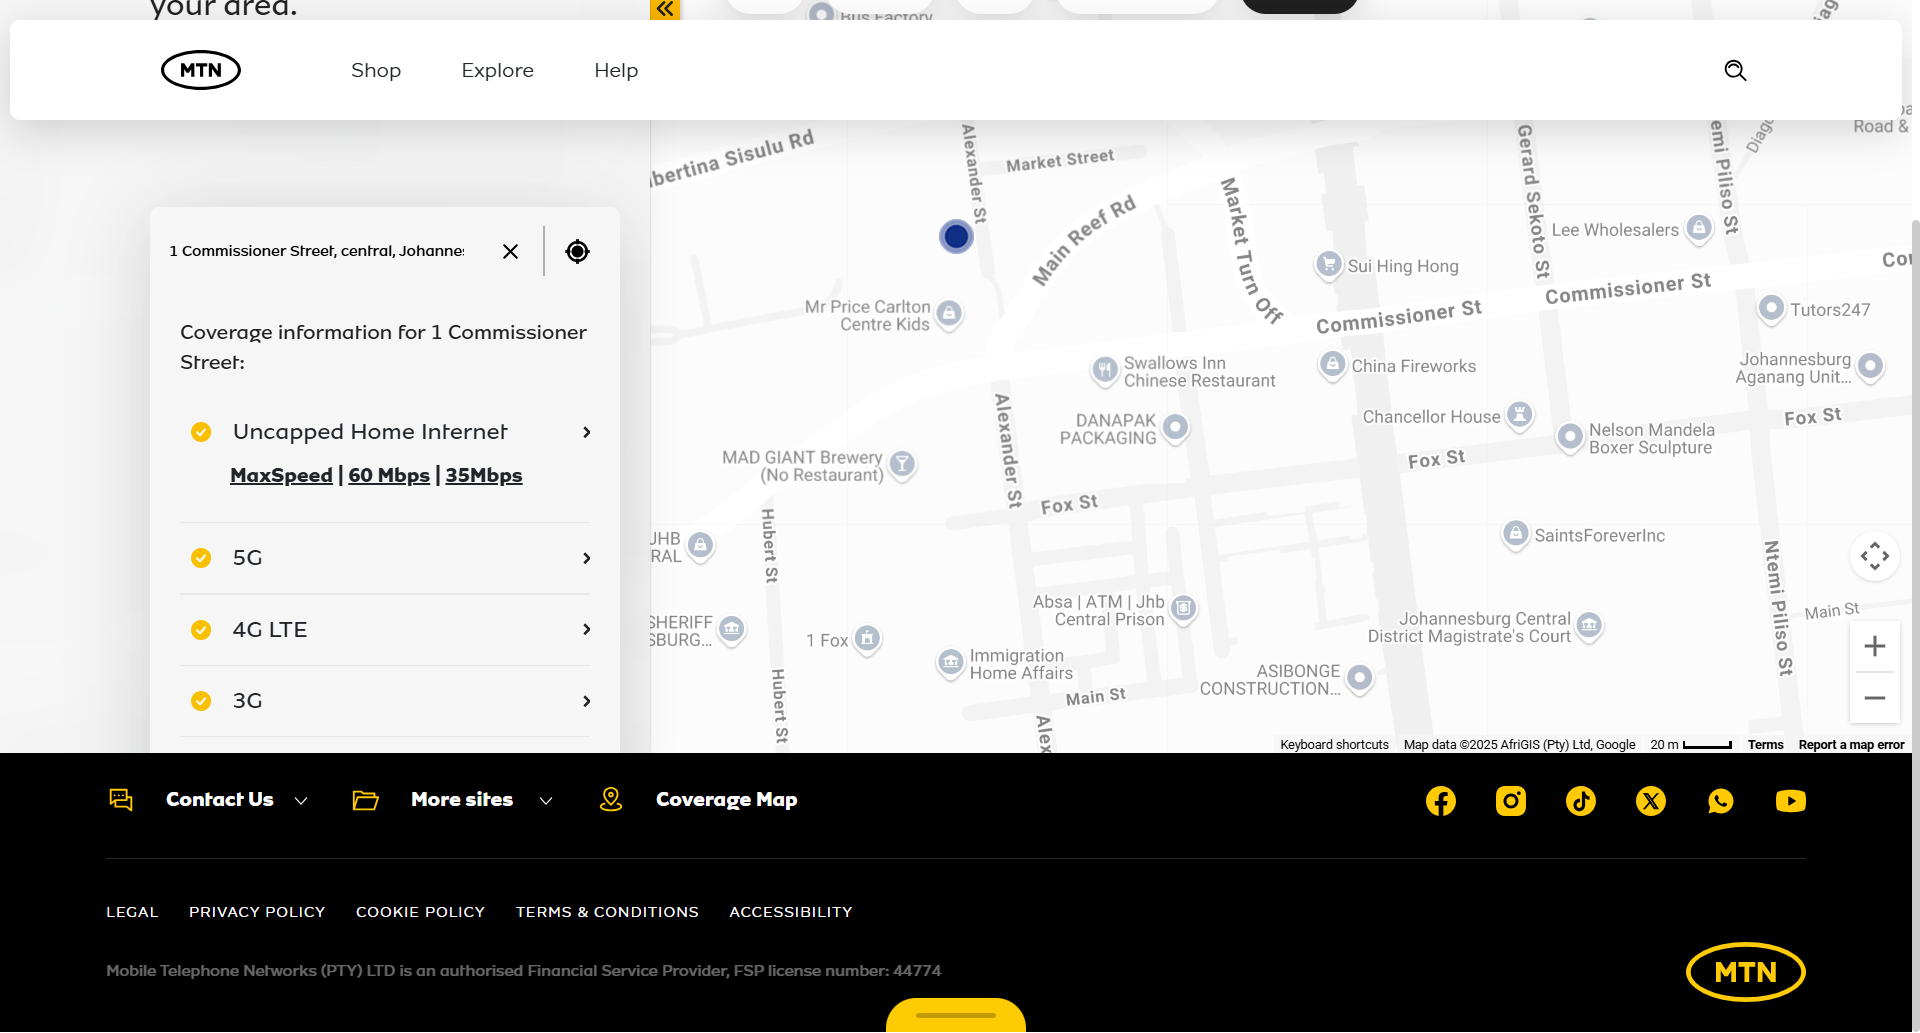 your area.
Bus Factory
MTN
Shop
Explore
Help
1 Commissioner Street, central, Johannes
Coverage information for 1 Commissioner
Street:
Uncapped Home Internet
MaxSpeed | 60 Mbps | 35Mbps
5G
4G LTE
3G
bertina Sisulu Rd
Alexander St
Market Street
Main Reef Rd
Market Turn Off
Gerard Sekoto St
emi Piliso St
Diago
Road &
Lee Wholesalers
Sui Hing Hong
Commissioner St
Commissioner St
Mr Price Carlton
Centre Kids
Tutors247
Swallows Inn
Chinese Restaurant
China Fireworks
Johannesburg
Aganang Unit...
Alexander St
DANAPAK
PACKAGING
Chancellor House
Nelson Mandela
Boxer Sculpture
Fox St
Fox St
MAD GIANT Brewery
(No Restaurant)
Fox St
Hubert St
JHB
RAL
SaintsForeverInc
Ntemi Piliso St
Absa | ATM | Jhb
Central Prison
Main St
SHERIFF
SBURG...
1 Fox
Johannesburg Central
District Magistrate's Court
Immigration
Home Affairs
ASIBONGE
CONSTRUCTION...
Main St
Hubert St
Alex
Keyboard shortcuts
Map data ©2025 AfriGIS (Pty) Ltd, Google
20 m
Terms
Report a map error
Contact Us
More sites
Coverage Map
LEGAL
PRIVACY POLICY
COOKIE POLICY
TERMS & CONDITIONS
ACCESSIBILITY
Mobile Telephone Networks (PTY) LTD is an authorised Financial Service Provider, FSP license number: 44774
MTN